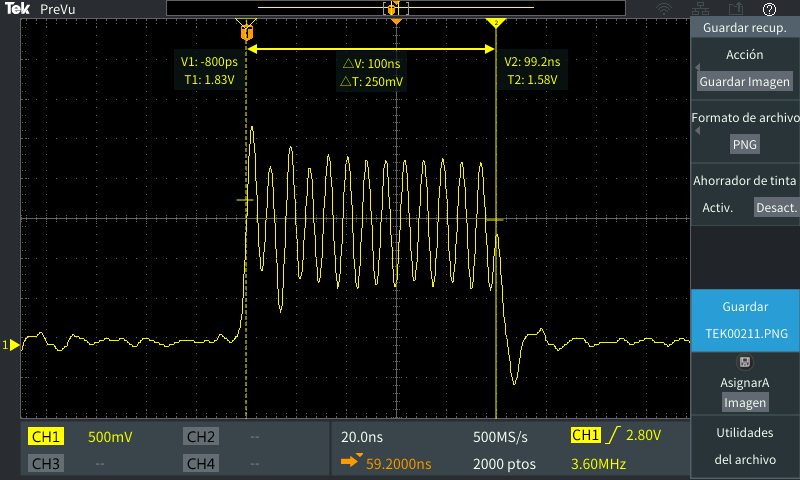 Tek PreVu
T
2
?
V1: -800ps
T1: 1.83V
△V: 100ns
△T: 250mV
V2: 99.2ns
T2: 1.58V
1
Guardar recup.
Acción
Guardar Imagen
Formato de archivo
PNG
Ahorrador de tinta
Activ. Desact.
Guardar
TEK00211.PNG
AsignarA
Imagen
Utilidades
del archivo
CH1 500mV CH2 --
CH3 -- CH4 --
20.0ns 500MS/s
59.2000ns 2000 ptos
CH1 2.80V
3.60MHz